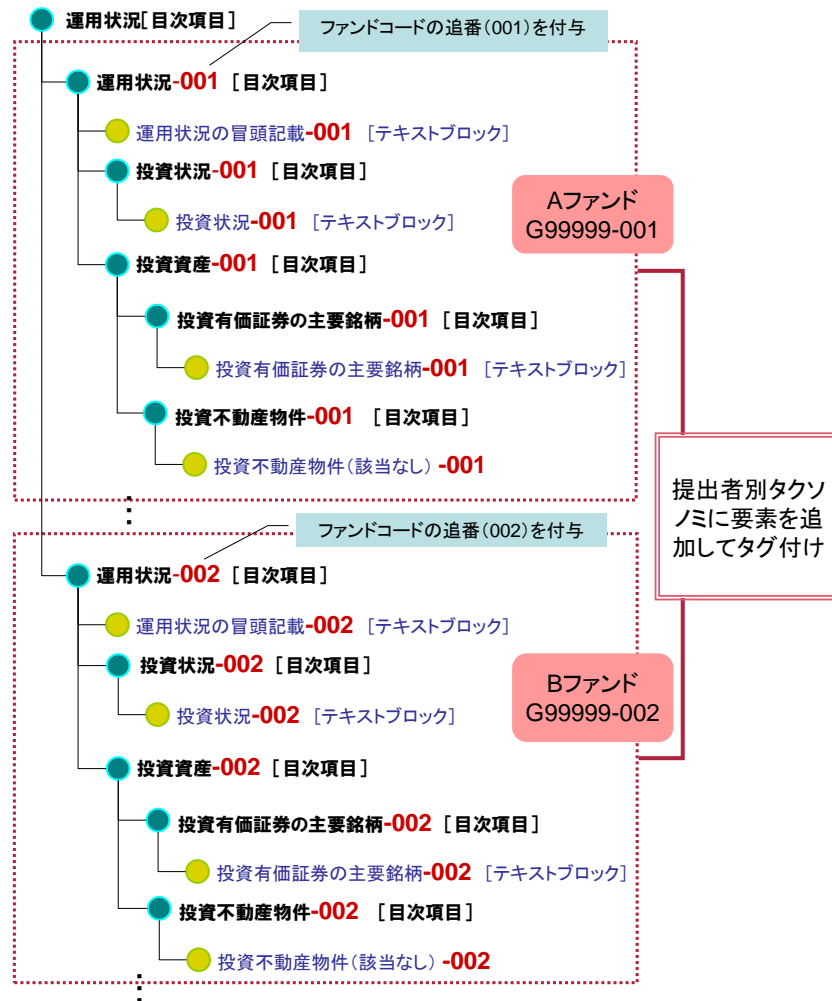 運用状況[目次項目]
ファンドコードの追番(001)を付与
運用状況-001 [目次項目]
運用状況の冒頭記載-001 [テキストブロック]
投資状況-001 [目次項目]
投資状況-001 [テキストブロック]
Aファンド
G99999-001
投資資産-001 [目次項目]
投資有価証券の主要銘柄-001 [目次項目]
投資有価証券の主要銘柄-001 [テキストブロック]
投資不動産物件-001 [目次項目]
投資不動産物件(該当なし) -001
提出者別タクソ
ノミに要素を追
加してタグ付け
ファンドコードの追番(002)を付与
運用状況-002 [目次項目]
運用状況の冒頭記載-002 [テキストブロック]
投資状況-002 [目次項目]
投資状況-002 [テキストブロック]
Bファンド
G99999-002
投資資産-002 [目次項目]
投資有価証券の主要銘柄-002 [目次項目]
投資有価証券の主要銘柄-002 [テキストブロック]
投資不動産物件-002 [目次項目]
投資不動産物件(該当なし) -002